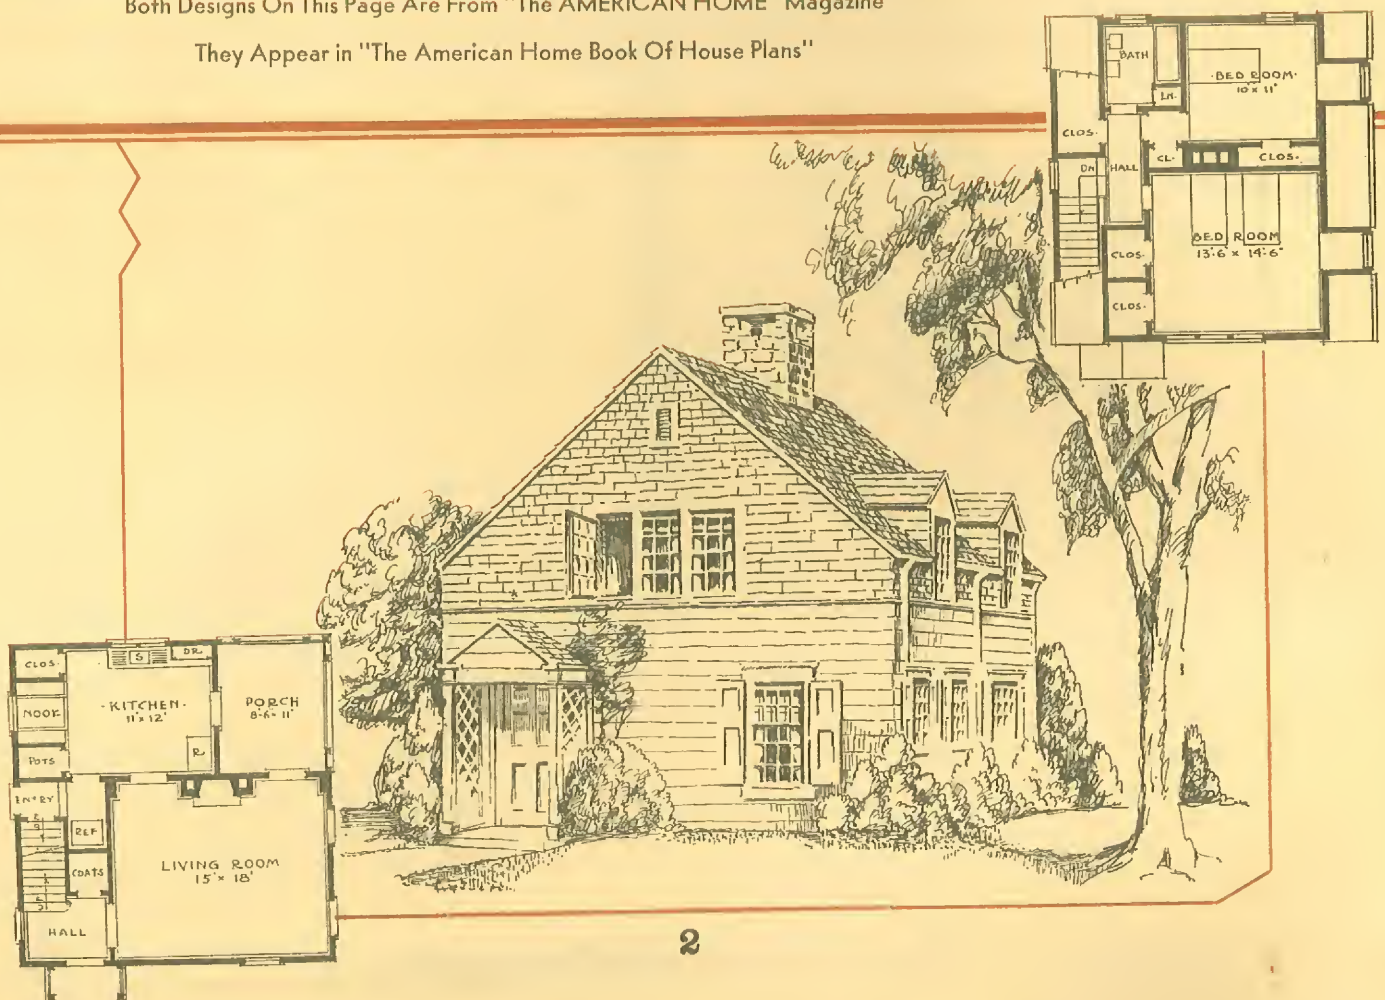 Both Designs On This Page Are From "The AMERICAN HOME" Magazine
They Appear in "The American Home Book Of House Plans"
BATH
·BED ROOM·
10' x 11'
LN.
CLOS.
CL.
CLOS.
DN
HALL
BED ROOM
13'-6" x 14'-6"
CLOS.
CLOS.
CLOS.
S
DR.
NOOK
·KITCHEN·
11' x 12'
PORCH
8'-6" x 11'
R.
POTS
ENTRY
REF
LIVING ROOM
15' x 18'
COATS
HALL
2